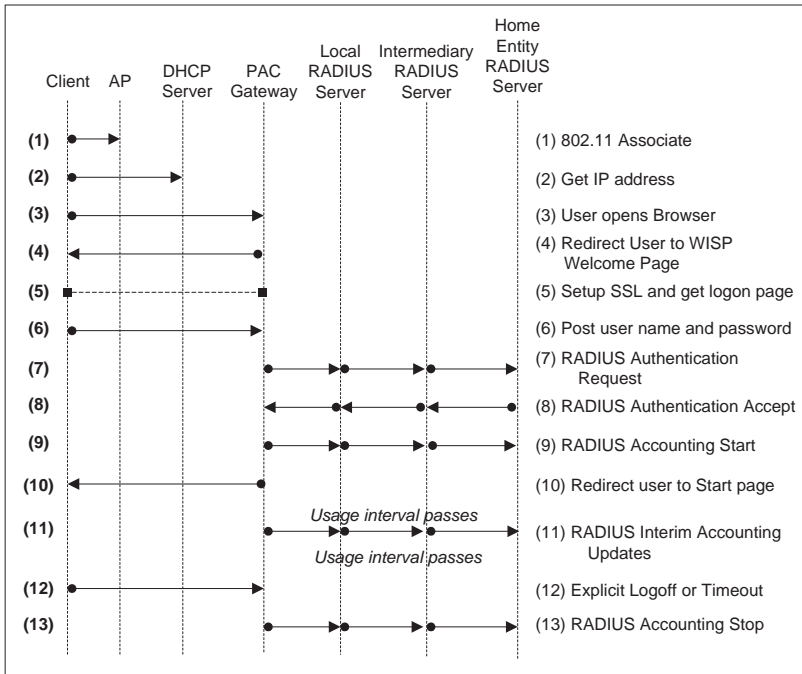 Client
AP
DHCP
Server
PAC
Gateway
Local
RADIUS
Server
Intermediary
RADIUS
Server
Home
Entity
RADIUS
Server
(1) (1) 802.11 Associate
(2) (2) Get IP address
(3) (3) User opens Browser
(4) (4) Redirect User to WISP
Welcome Page
(5) (5) Setup SSL and get logon page
(6) (6) Post user name and password
(7) (7) RADIUS Authentication
Request
(8) (8) RADIUS Authentication Accept
(9) (9) RADIUS Accounting Start
(10) (10) Redirect user to Start page
Usage interval passes
(11) (11) RADIUS Interim Accounting
Updates
Usage interval passes
(12) (12) Explicit Logoff or Timeout
(13) (13) RADIUS Accounting Stop